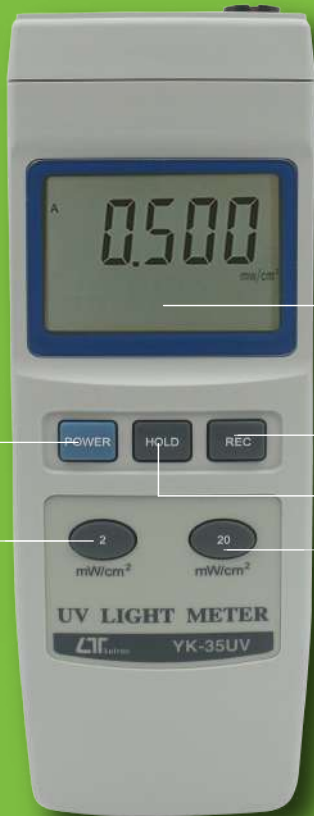 A
0.500
mW/cm²
POWER HOLD REC
2 20
mW/cm² mW/cm²
UV LIGHT METER
Lutron YK-35UV